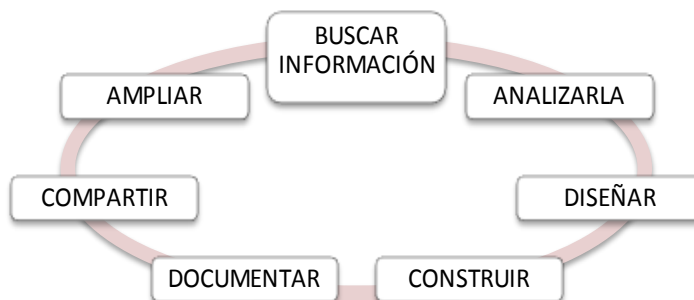 BUSCAR
INFORMACIÓN
ANALIZARLA
DISEÑAR
CONSTRUIR
DOCUMENTAR
COMPARTIR
AMPLIAR